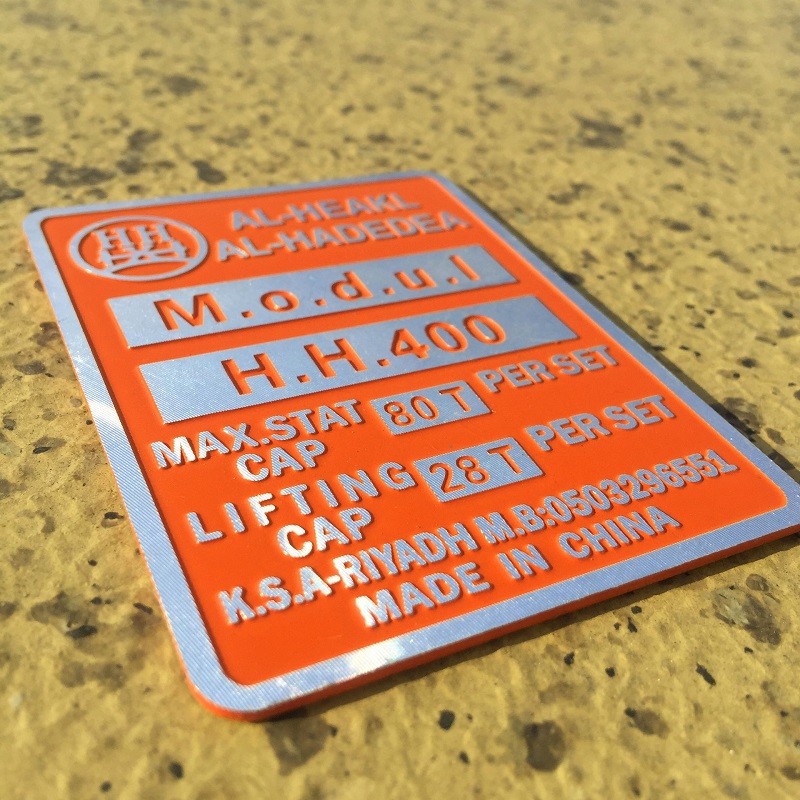 HH
AL-HEAKL
AL-HADEDEA
M.o.d.u.l
H.H.400
MAX.STAT CAP 80 T PER SET
LIFTING CAP 28 T PER SET
K.S.A-RIYADH M.B:0503296551
MADE IN CHINA